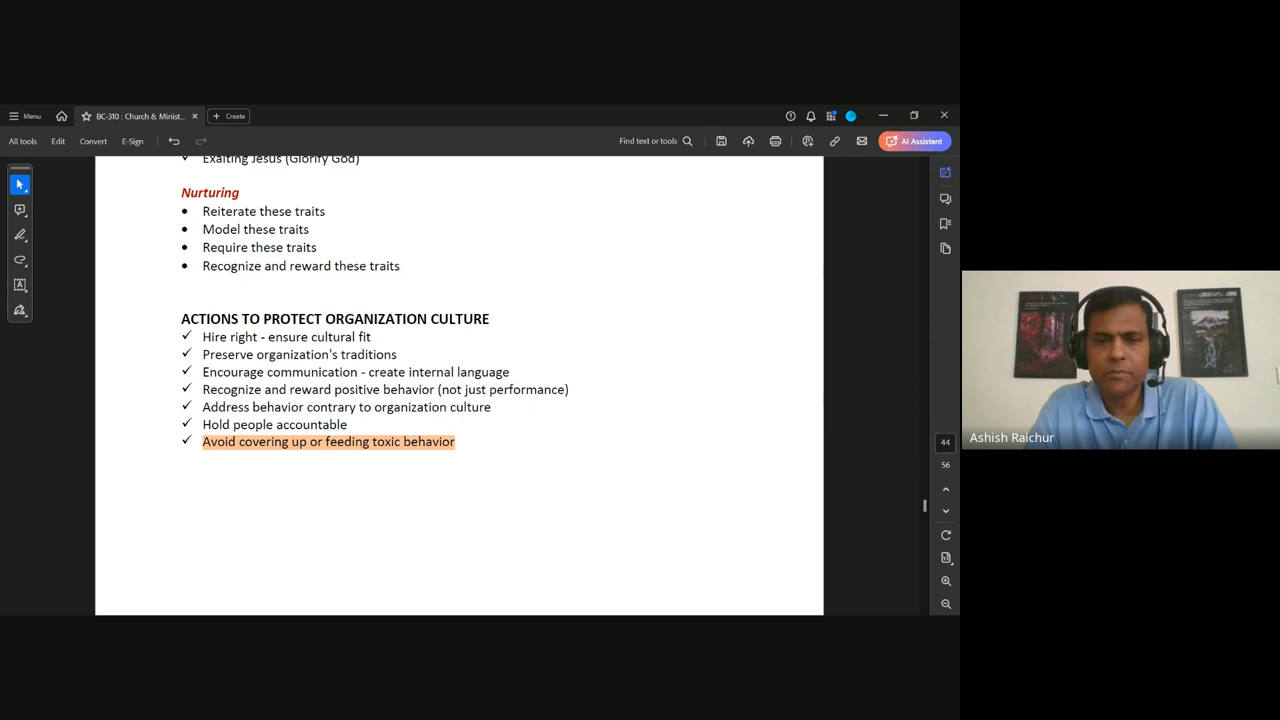 Menu
BC-310 : Church & Minist...
Create
All tools
Edit
Convert
E-Sign
Find text or tools
AI Assistant
Exalting Jesus (Glorify God)
Nurturing
Reiterate these traits
Model these traits
Require these traits
Recognize and reward these traits
ACTIONS TO PROTECT ORGANIZATION CULTURE
Hire right - ensure cultural fit
Preserve organization's traditions
Encourage communication - create internal language
Recognize and reward positive behavior (not just performance)
Address behavior contrary to organization culture
Hold people accountable
Avoid covering up or feeding toxic behavior
44
56
Ashish Raichur